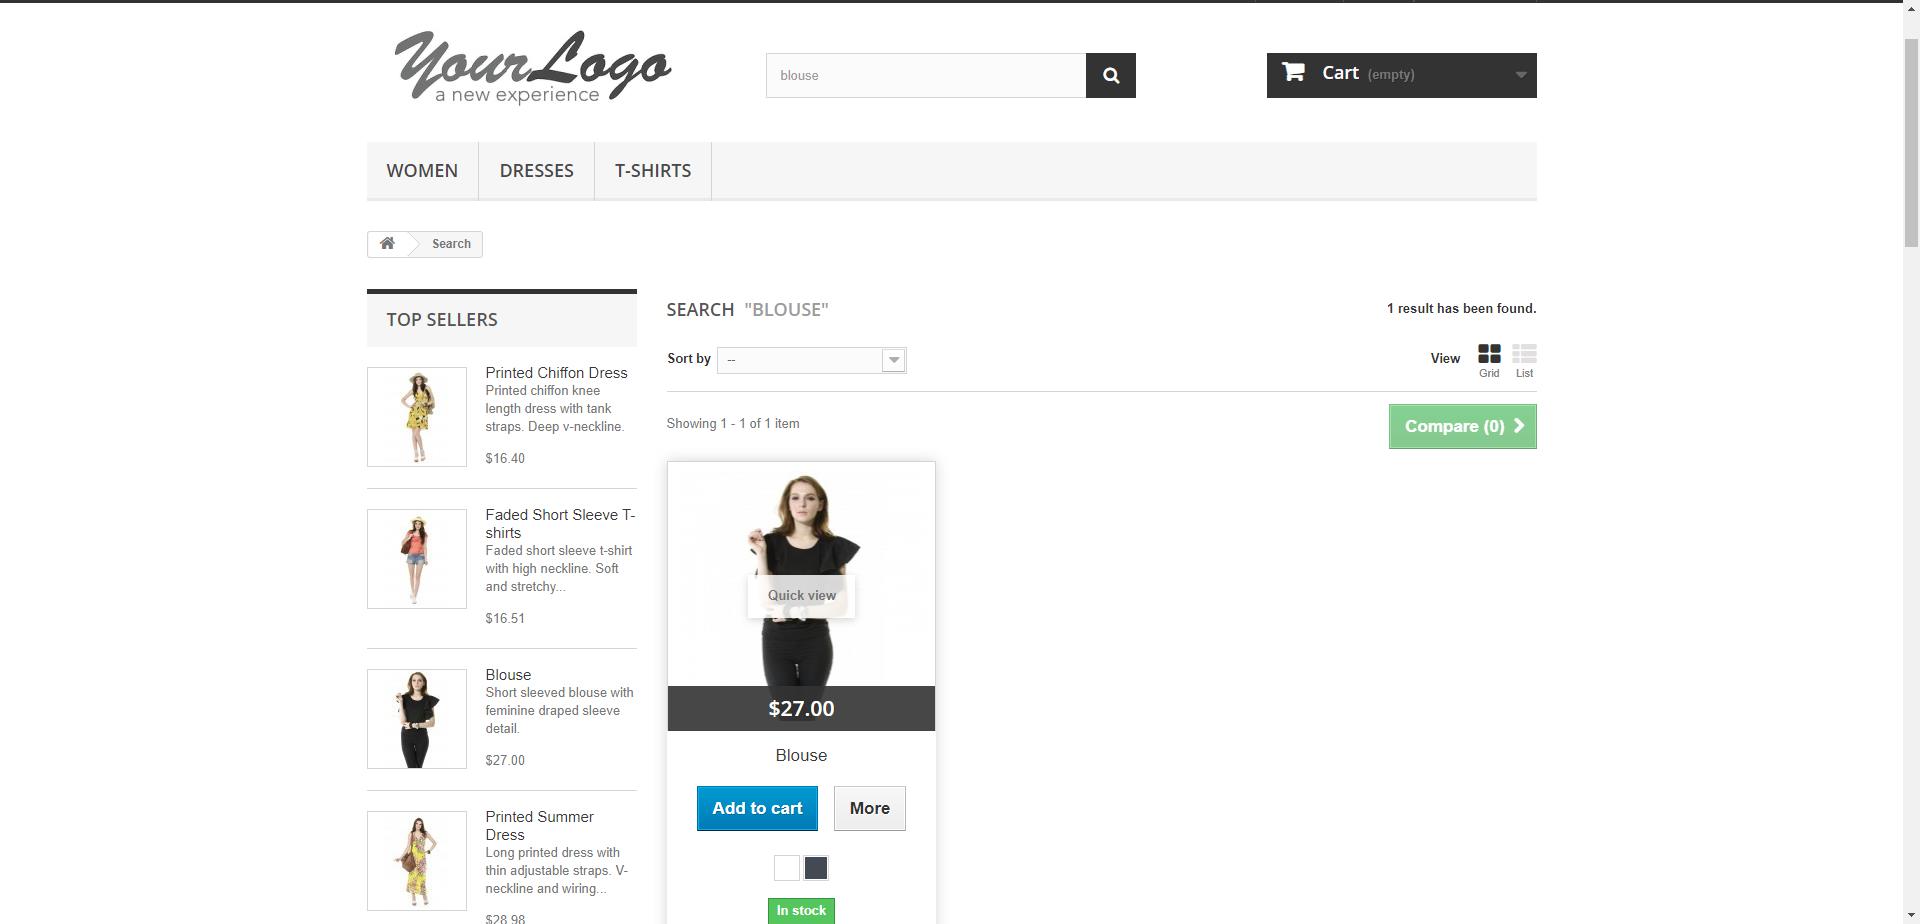 YourLogo
a new experience
blouse
Cart (empty)
WOMEN
DRESSES
T-SHIRTS
Search
TOP SELLERS
Printed Chiffon Dress
Printed chiffon knee
length dress with tank
straps. Deep v-neckline.
$16.40
Faded Short Sleeve T-
shirts
Faded short sleeve t-shirt
with high neckline. Soft
and stretchy...
$16.51
Blouse
Short sleeved blouse with
feminine draped sleeve
detail.
$27.00
Printed Summer
Dress
Long printed dress with
thin adjustable straps. V-
neckline and wiring...
$28.98
SEARCH "BLOUSE"
1 result has been found.
Sort by --
View
Grid
List
Showing 1 - 1 of 1 item
Compare (0)
Quick view
$27.00
Blouse
Add to cart
More
In stock